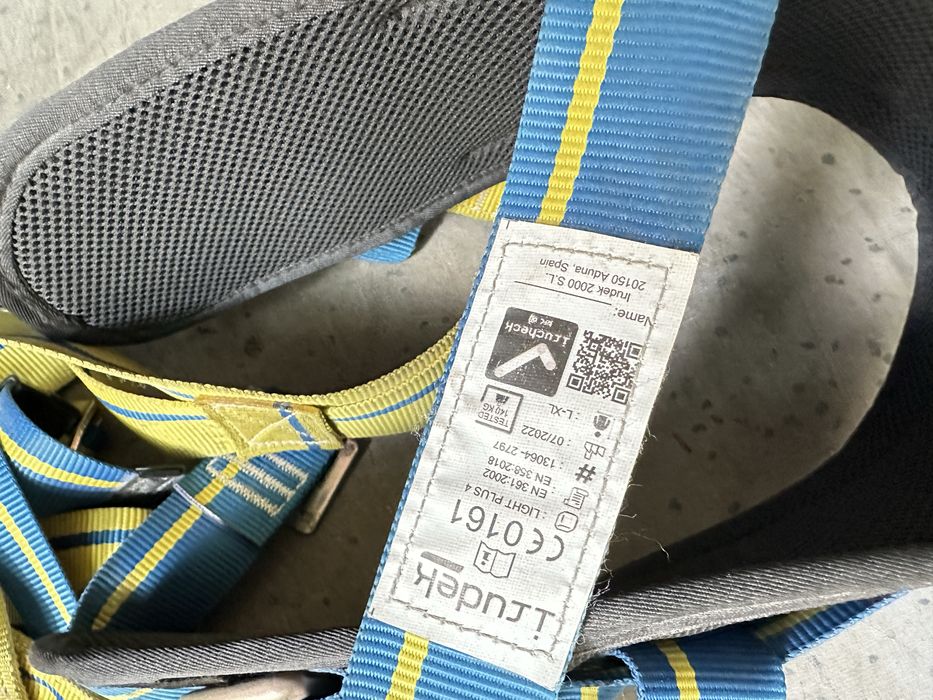 irudek
CE0161
: LIGHT PLUS 4
: EN 361-2002
EN 358:2018
# : 13064- 2797
: 07/2022
: L-XL
TESTED
140 KG
irucheck
NFC
Name:
Irudek 2000 S.L.
20150 Aduna, Spain